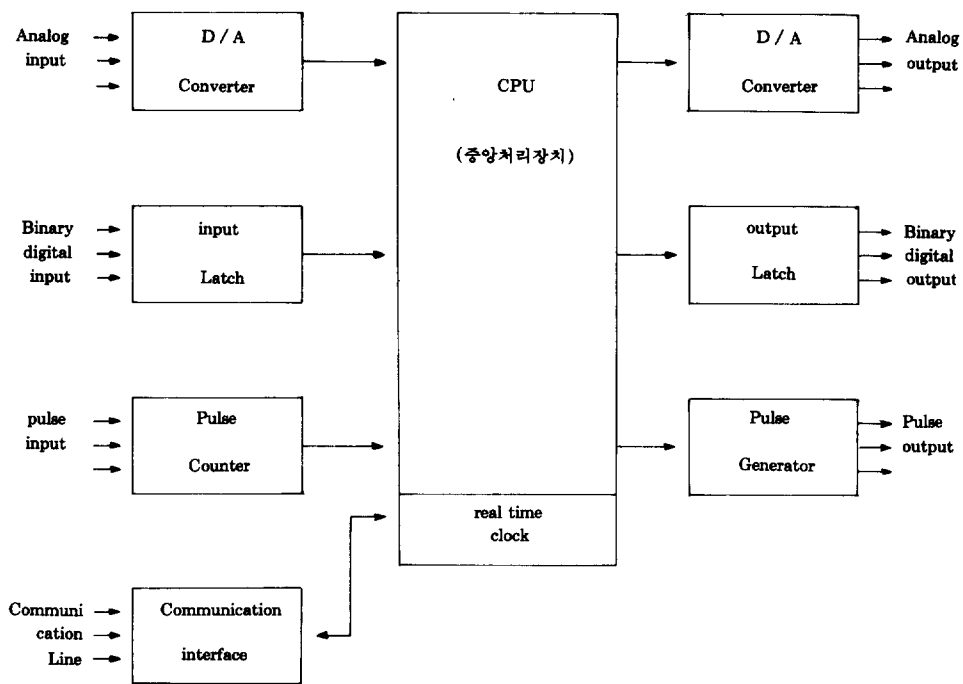 Analog
input
D / A
Converter
CPU
(중앙처리장치)
D / A
Converter
Analog
output
Binary
digital
input
input
Latch
output
Latch
Binary
digital
output
pulse
input
Pulse
Counter
Pulse
Generator
Pulse
output
real time
clock
Communi
cation
Line
Communication
interface